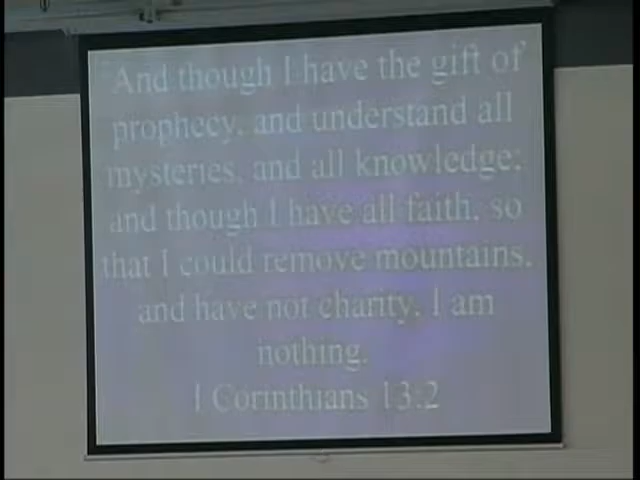 And though I have the gift of
prophecy, and understand all
mysteries, and all knowledge;
and though I have all faith, so
that I could remove mountains,
and have not charity, I am
nothing.
I Corinthians 13:2